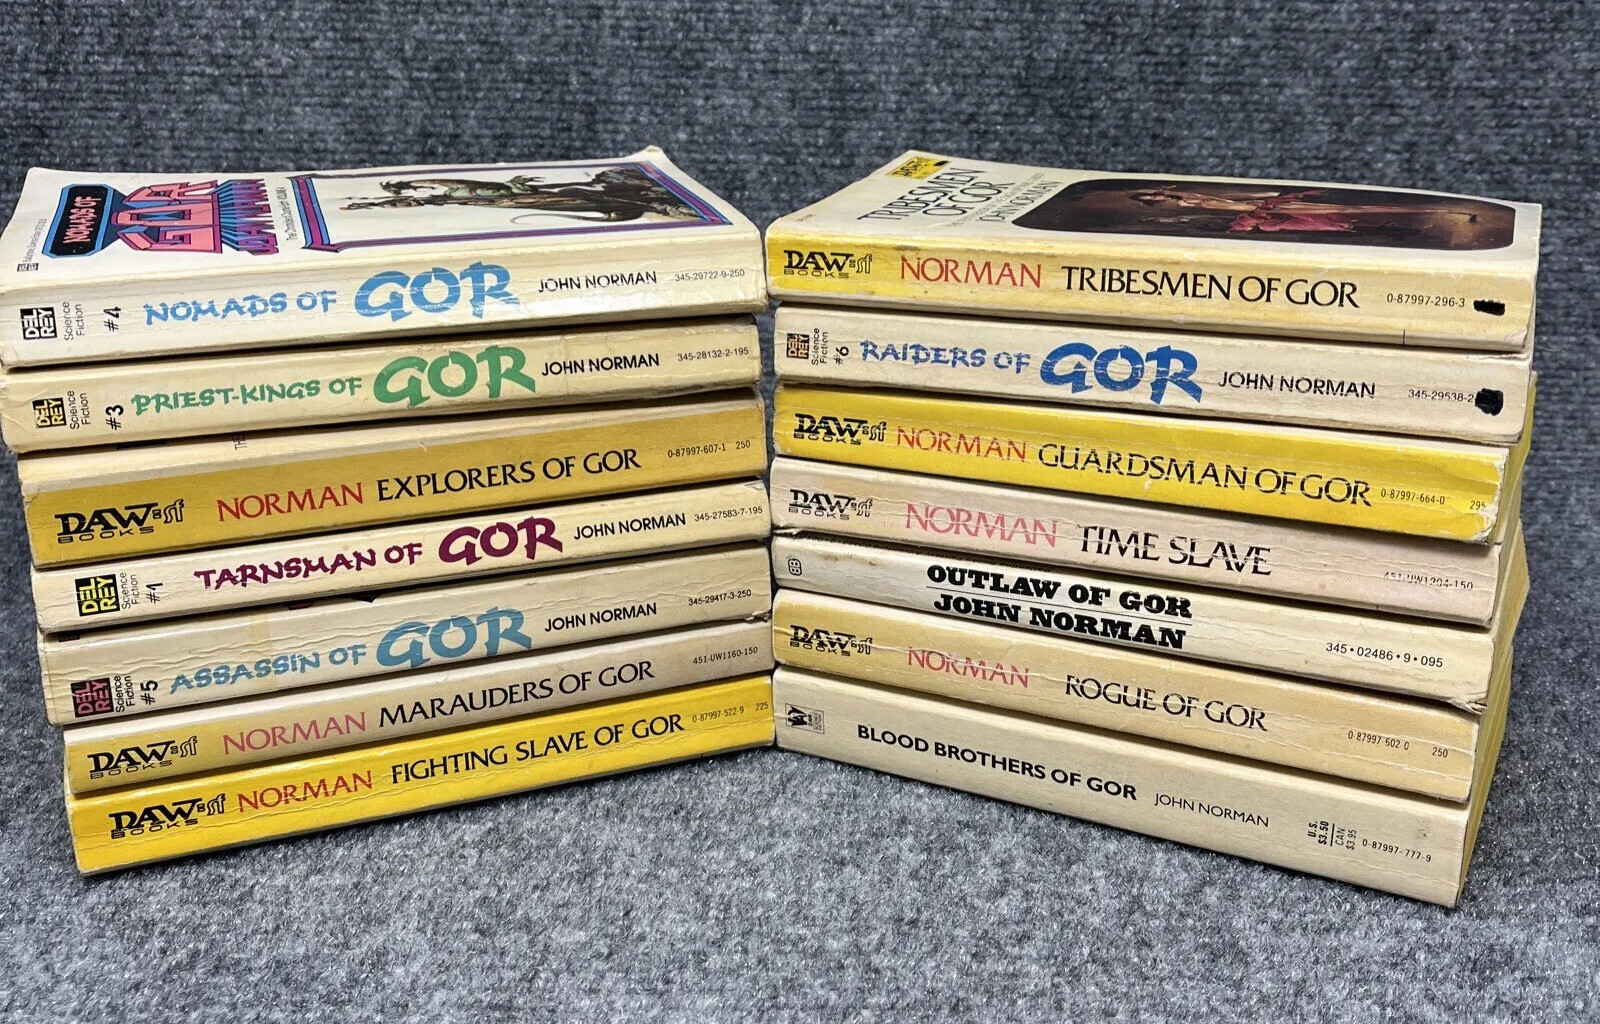 NOMADS OF
GOR
JOHN NORMAN
DEL REY
Science Fiction
#4
NOMADS OF GOR
JOHN NORMAN
345-29722-9-250
DEL REY
Science Fiction
#3
PRIEST-KINGS OF GOR
JOHN NORMAN
345-28132-2-195
DAW=sf
BOOKS
NORMAN EXPLORERS OF GOR
0-87997-607-1 250
DEL REY
Science Fiction
#1
TARNSMAN OF GOR
JOHN NORMAN
345-27583-7-195
DEL REY
Science Fiction
#5
ASSASSIN OF GOR
JOHN NORMAN
345-29417-3-250
DAW=sf
BOOKS
NORMAN MARAUDERS OF GOR
451-UW1160-150
DAW=sf
BOOKS
NORMAN FIGHTING SLAVE OF GOR
0-87997-522-9 225
TRIBESMEN
OF GOR
JOHN NORMAN
DAW=sf
BOOKS
NORMAN TRIBESMEN OF GOR
0-87997-296-3
DEL REY
Science Fiction
#6
RAIDERS OF GOR
JOHN NORMAN
345-29538-2
DAW=sf
BOOKS
NORMAN GUARDSMAN OF GOR
0-87997-664-0 295
DAW=sf
BOOKS
NORMAN TIME SLAVE
451-UW1204-150
BB
OUTLAW OF GOR
JOHN NORMAN
345•02486•9•095
DAW=sf
BOOKS
NORMAN ROGUE OF GOR
0-87997-602-0 250
DAW
BLOOD BROTHERS OF GOR JOHN NORMAN
U.S. $3.50
CAN $3.95
0-87997-777-9